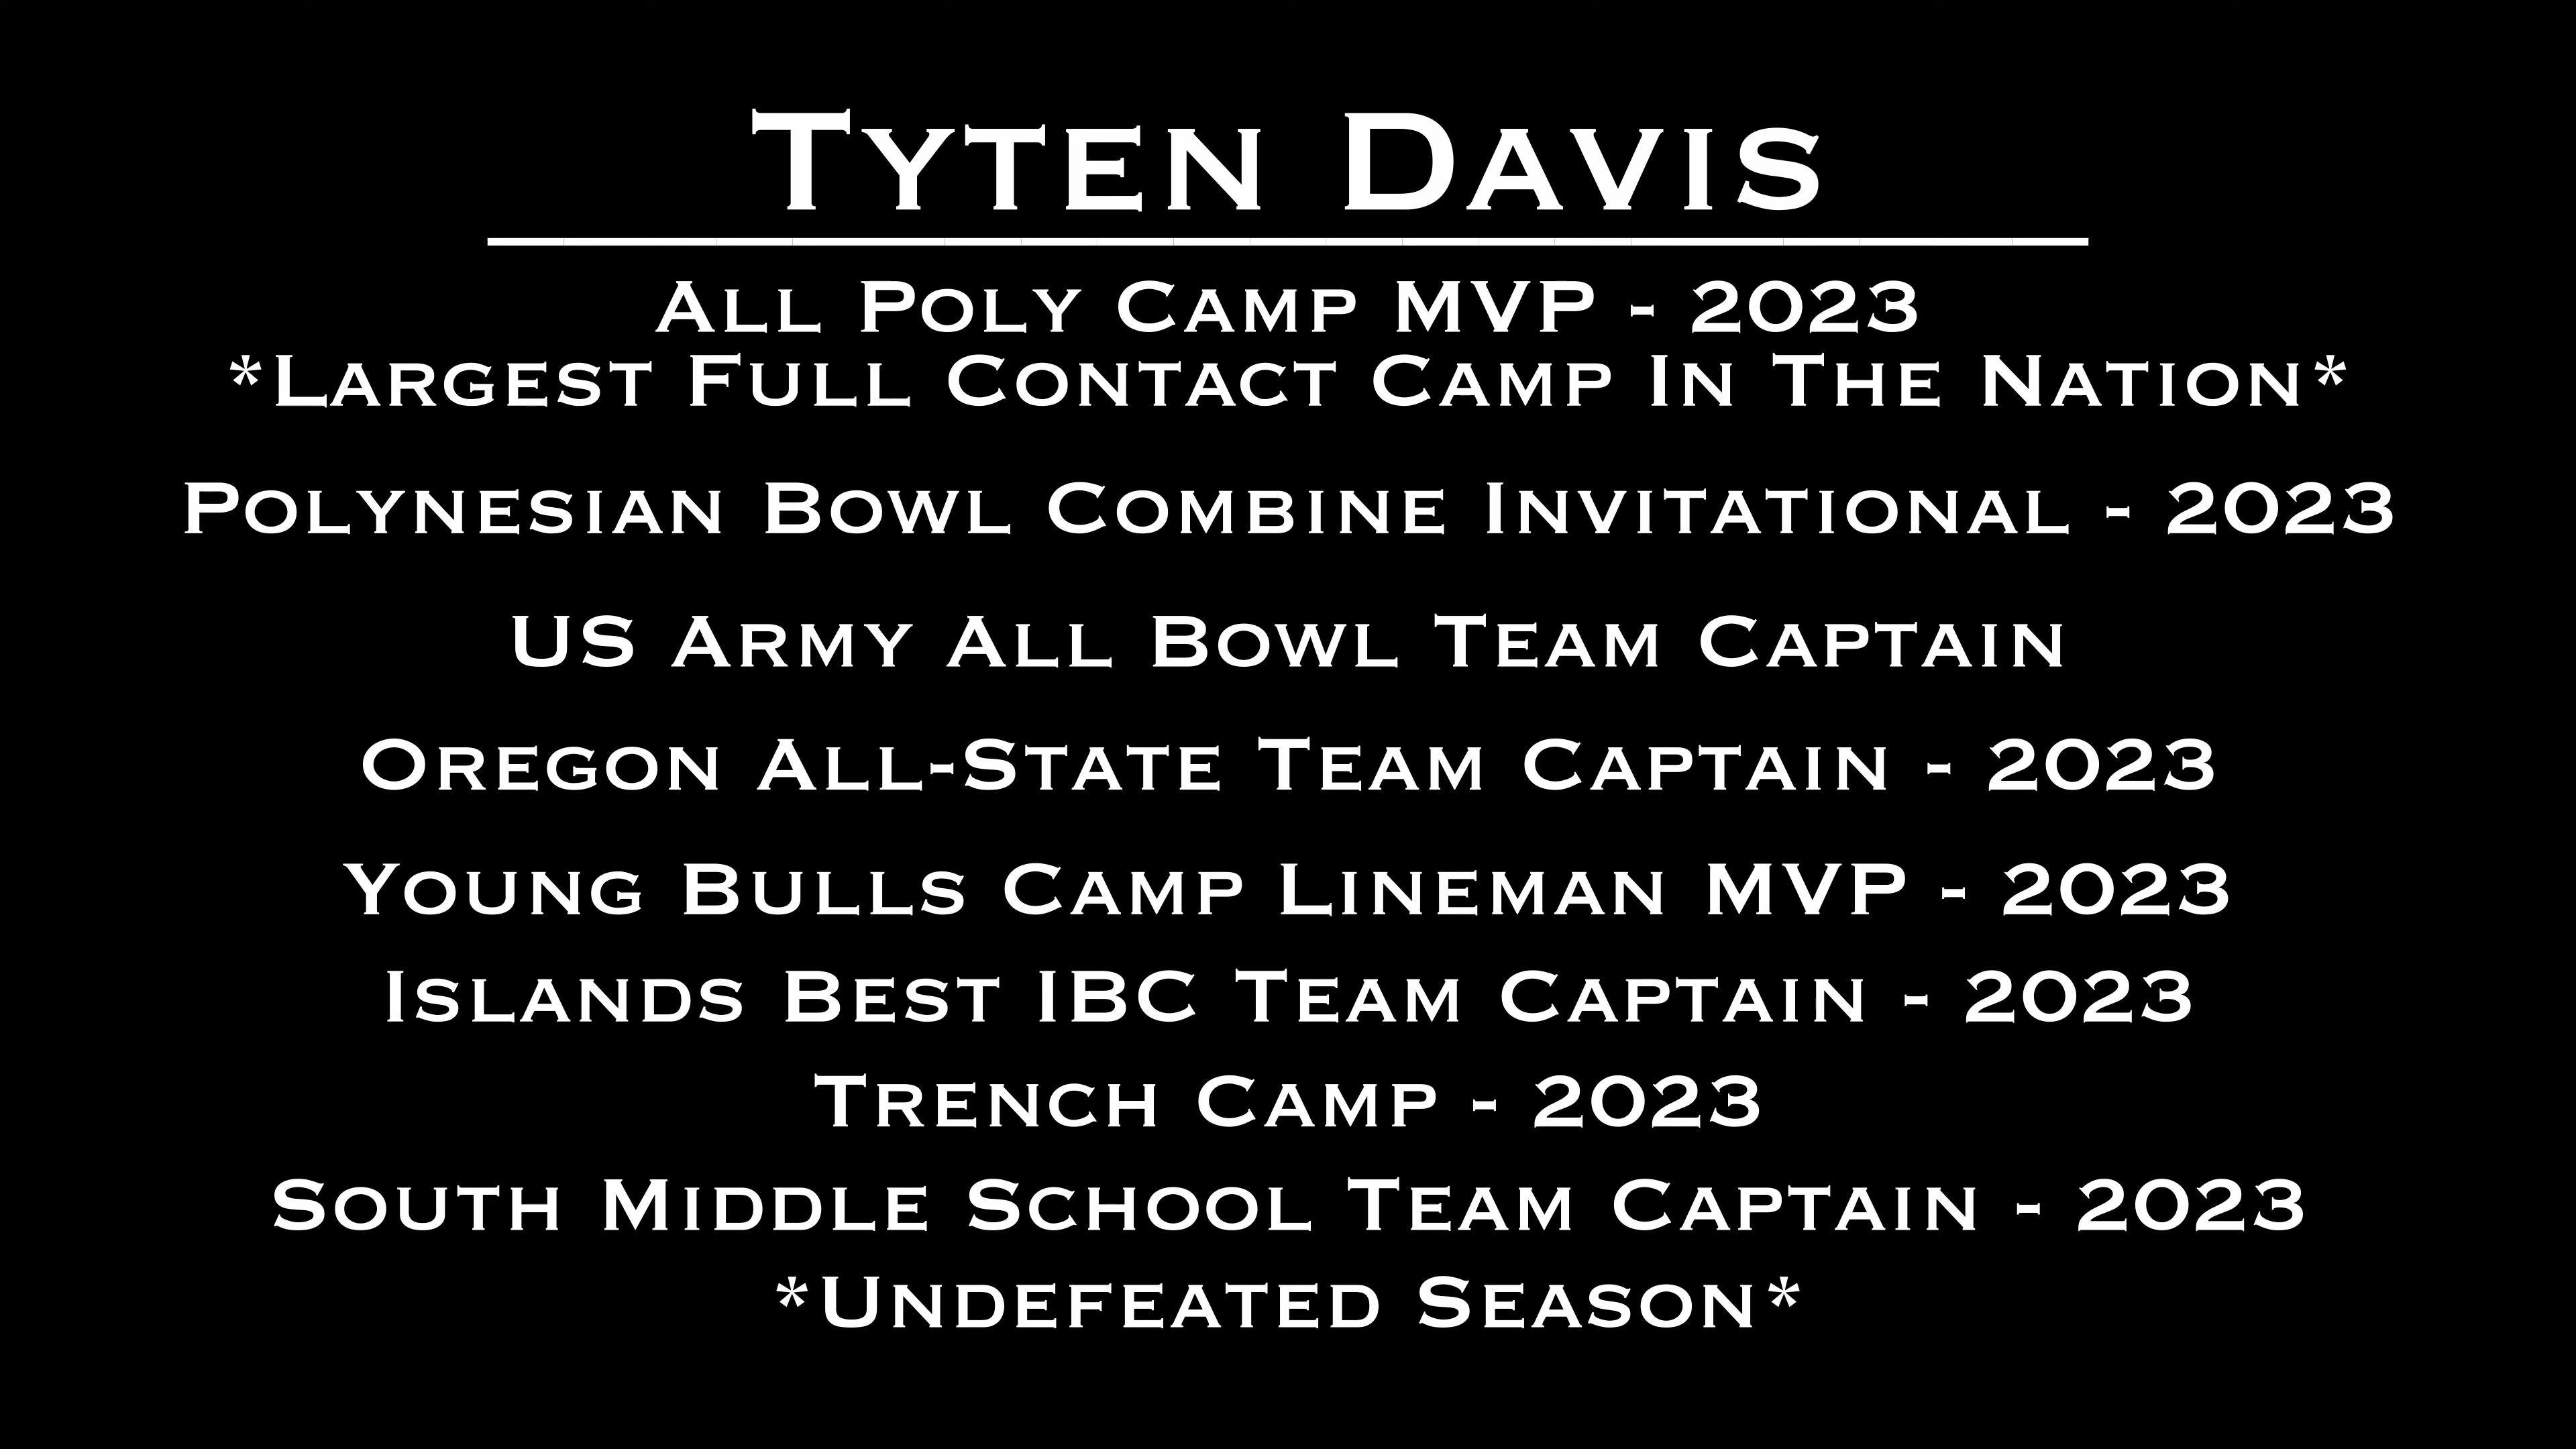 Tyten Davis
All Poly Camp MVP - 2023
*Largest Full Contact Camp In The Nation*
Polynesian Bowl Combine Invitational - 2023
US Army All Bowl Team Captain
Oregon All-State Team Captain - 2023
Young Bulls Camp Lineman MVP - 2023
Islands Best IBC Team Captain - 2023
Trench Camp - 2023
South Middle School Team Captain - 2023
*Undefeated Season*